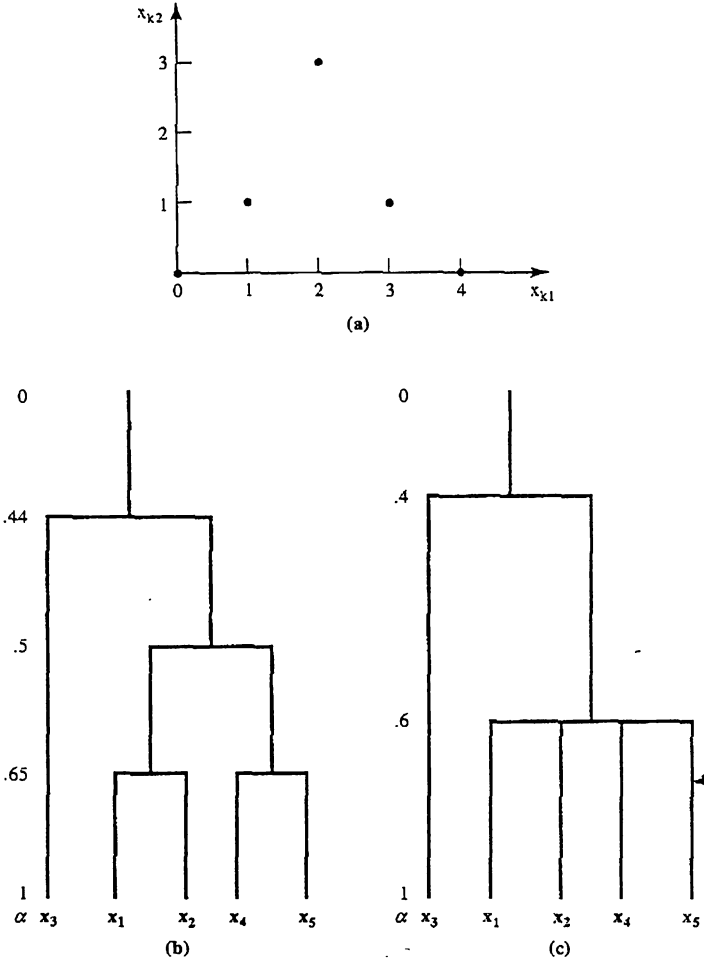 x_k2
3
2
1
0 1 2 3 4
x_k1
(a)
0
.44
.5
.65
1
α x₃ x₁ x₂ x₄ x₅
(b)
0
.4
.6
1
α x₃ x₁ x₂ x₄ x₅
(c)